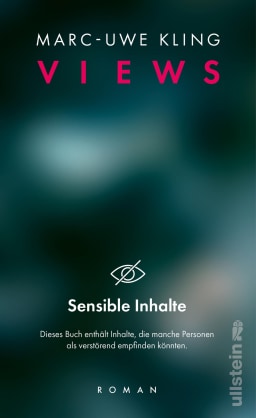 MARC-UWE KLING
VIEWS
Sensible Inhalte
Dieses Buch enthält Inhalte, die manche Personen
als verstörend empfinden könnten.
ROMAN
ullstein